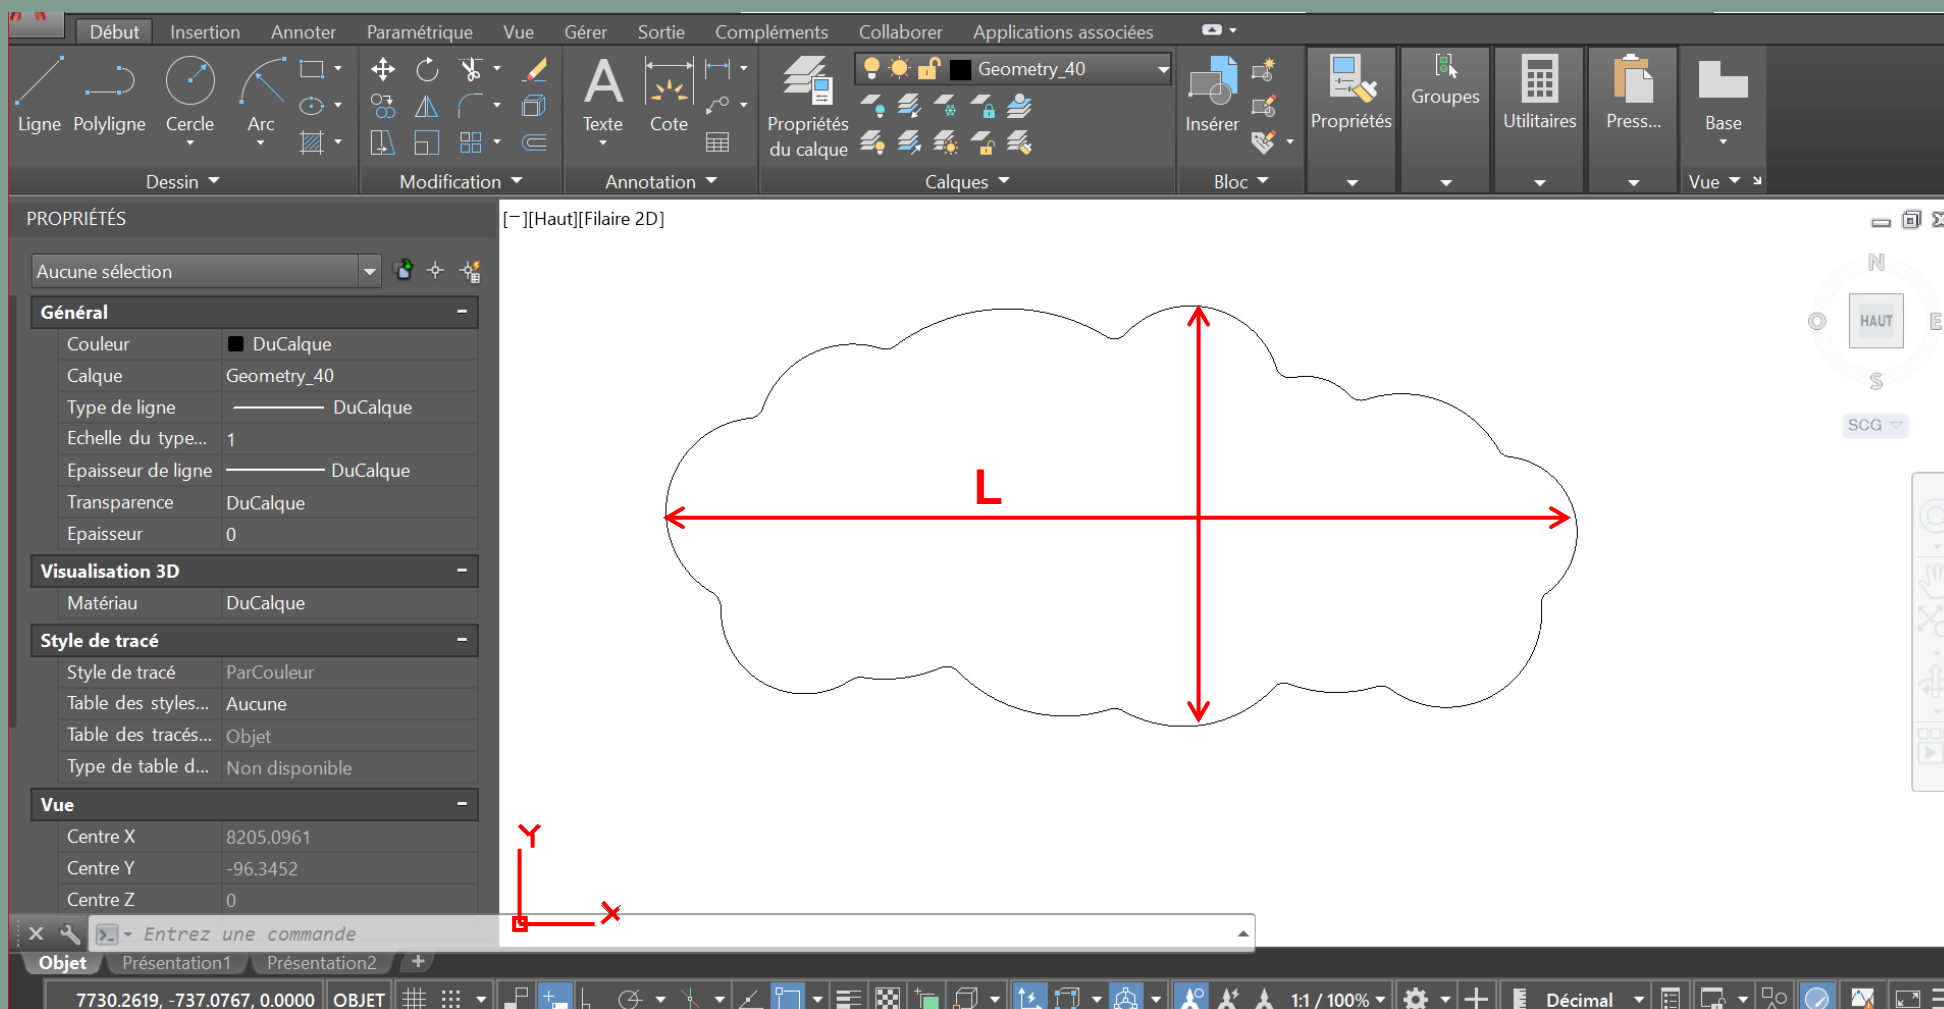 Début Insertion Annoter Paramétrique Vue Gérer Sortie Compléments Collaborer Applications associées
Geometry_40
Ligne Polyligne Cercle Arc
Texte Cote
Propriétés
du calque
Insérer
Propriétés
Groupes
Utilitaires
Press...
Base
Dessin Modification Annotation Calques Bloc Vue
PROPRIÉTÉS
Aucune sélection
Général
Couleur DuCalque
Calque Geometry_40
Type de ligne DuCalque
Echelle du type... 1
Epaisseur de ligne DuCalque
Transparence DuCalque
Epaisseur 0
Visualisation 3D
Matériau DuCalque
Style de tracé
Style de tracé ParCouleur
Table des styles... Aucune
Table des tracés... Objet
Type de table d... Non disponible
Vue
Centre X 8205.0961
Centre Y -96.3452
Centre Z 0
[−][Haut][Filaire 2D]
N
O HAUT E
S
SCG
L
Y
X
Entrez une commande
Objet Présentation1 Présentation2 +
7730.2619, -737.0767, 0.0000 OBJET 1:1 / 100% Décimal